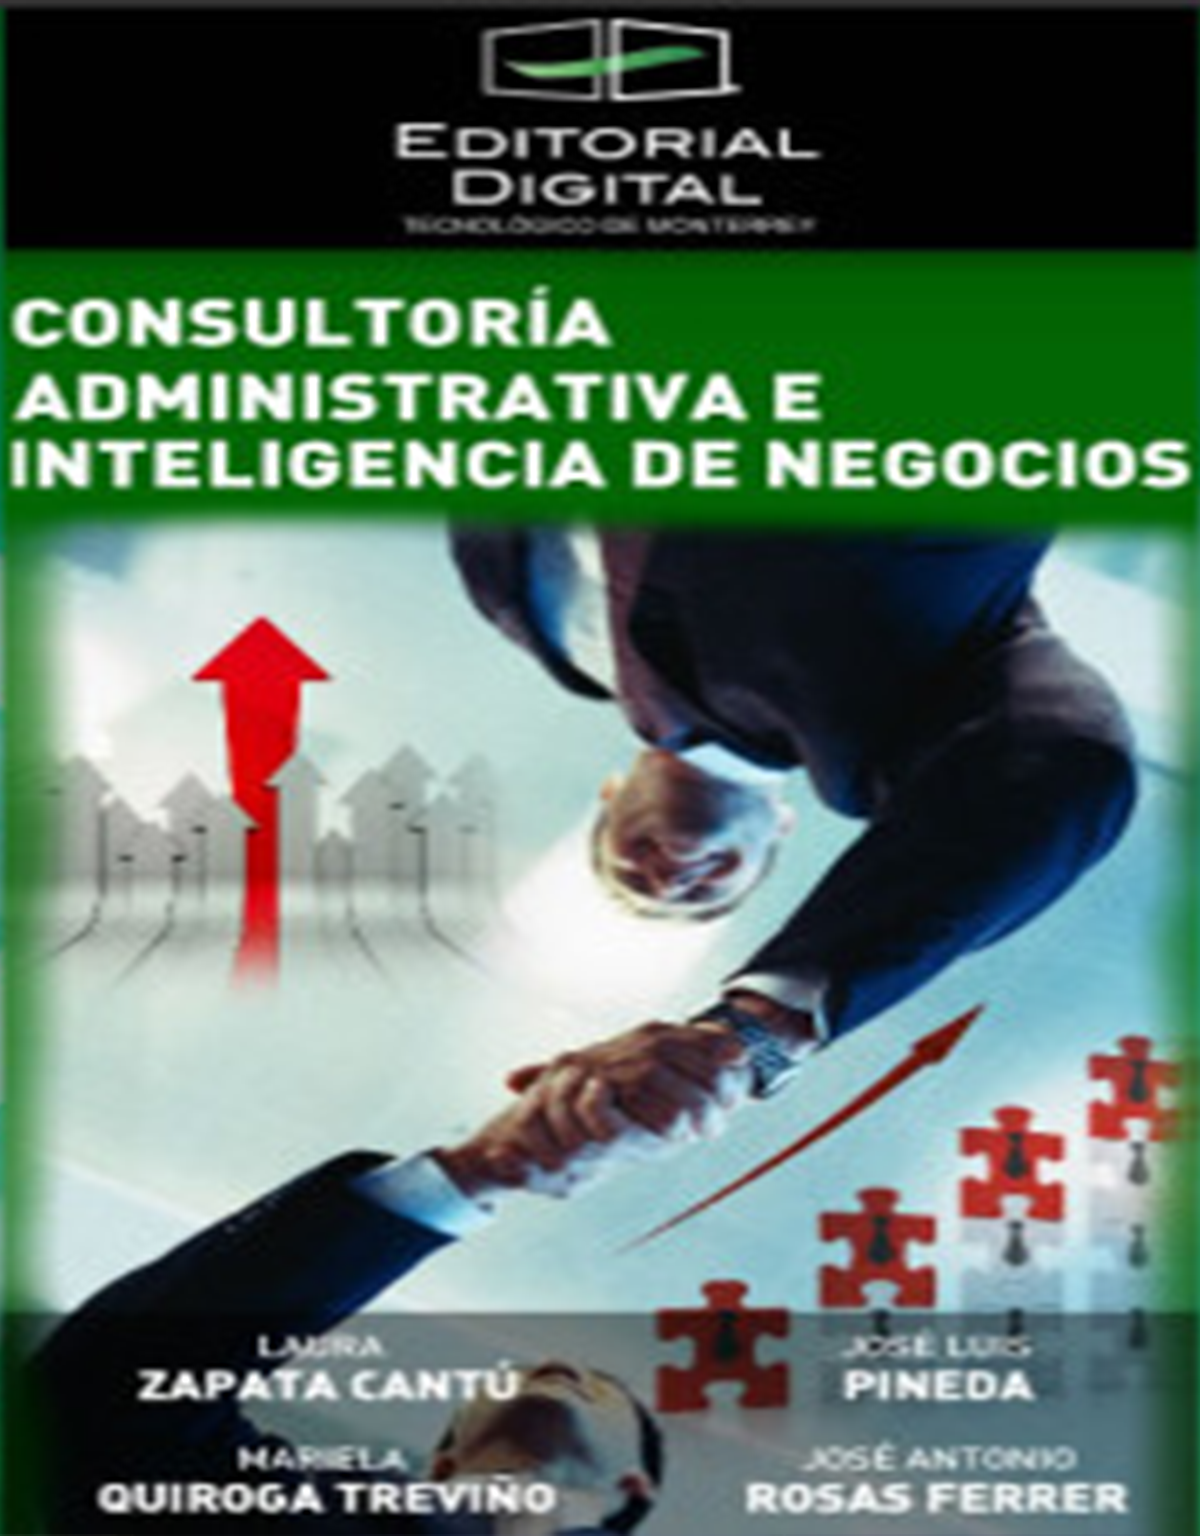 EDITORIAL
DIGITAL
TECNOLÓGICO DE MONTERREY
CONSULTORÍA
ADMINISTRATIVA E
INTELIGENCIA DE NEGOCIOS
LAURA
ZAPATA CANTÚ
JOSÉ LUIS
PINEDA
MARIELA
QUIROGA TREVIÑO
JOSÉ ANTONIO
ROSAS FERRER